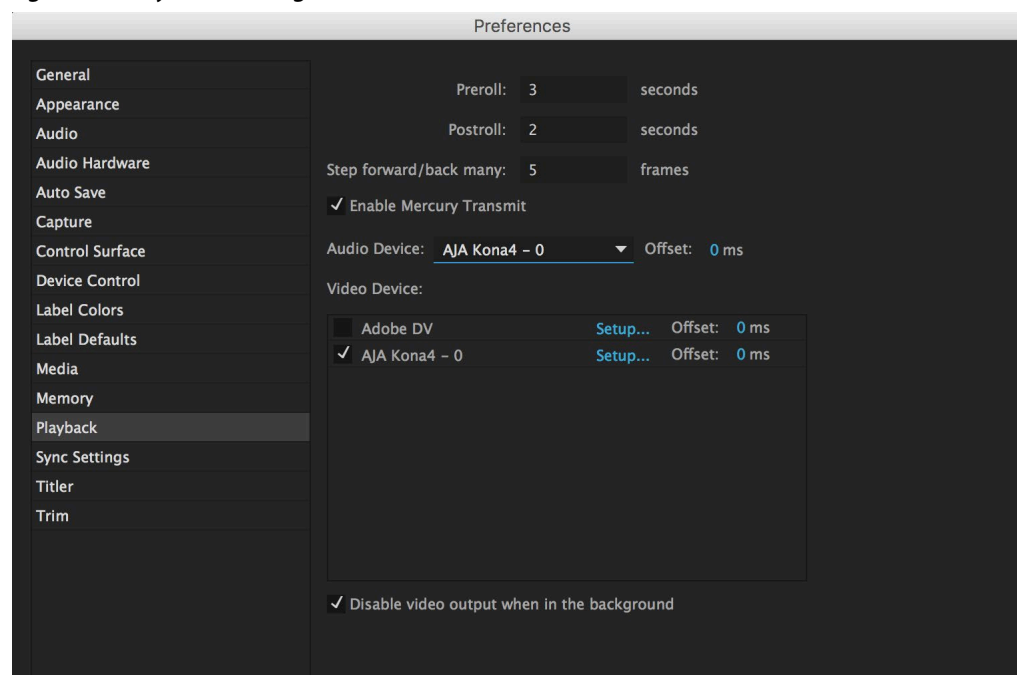 Preferences
General
Appearance
Audio
Audio Hardware
Auto Save
Capture
Control Surface
Device Control
Label Colors
Label Defaults
Media
Memory
Playback
Sync Settings
Titler
Trim
Preroll: 3 seconds
Postroll: 2 seconds
Step forward/back many: 5 frames
Enable Mercury Transmit
Audio Device: AJA Kona4 – 0 Offset: 0 ms
Video Device:
Adobe DV Setup... Offset: 0 ms
AJA Kona4 – 0 Setup... Offset: 0 ms
Disable video output when in the background